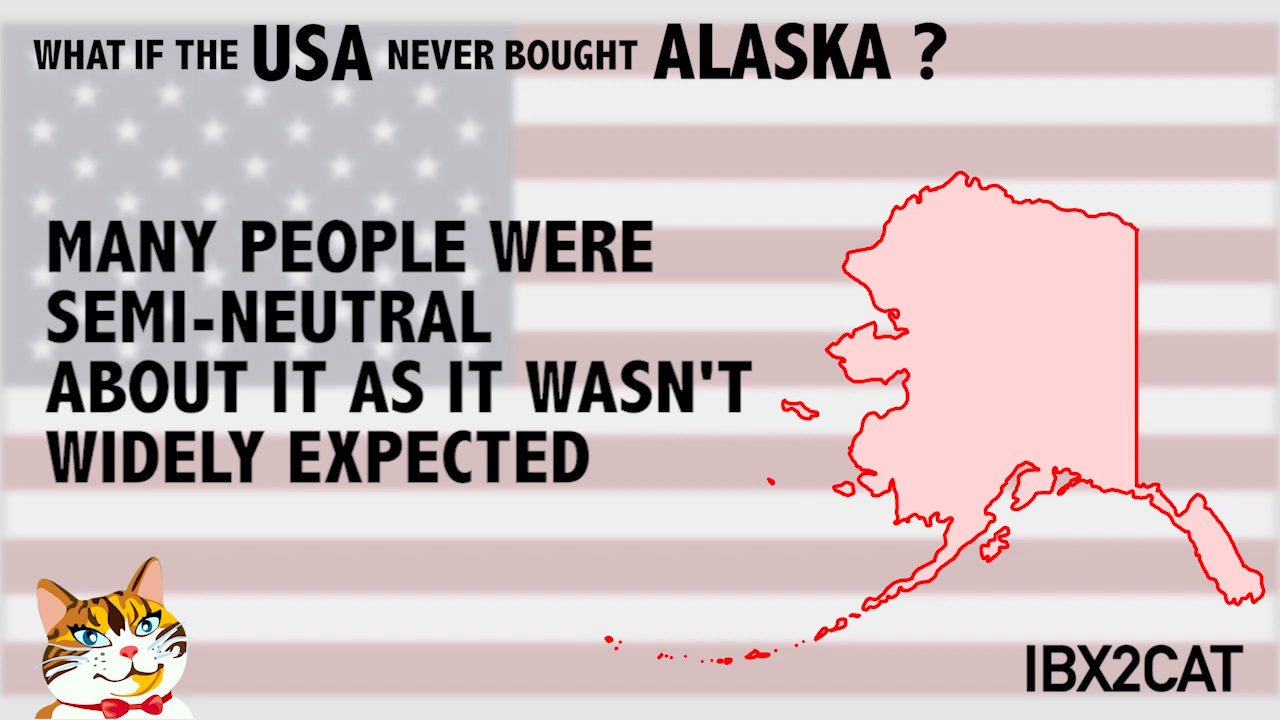 WHAT IF THE USA NEVER BOUGHT ALASKA ?
MANY PEOPLE WERE
SEMI-NEUTRAL
ABOUT IT AS IT WASN'T
WIDELY EXPECTED
IBX2CAT